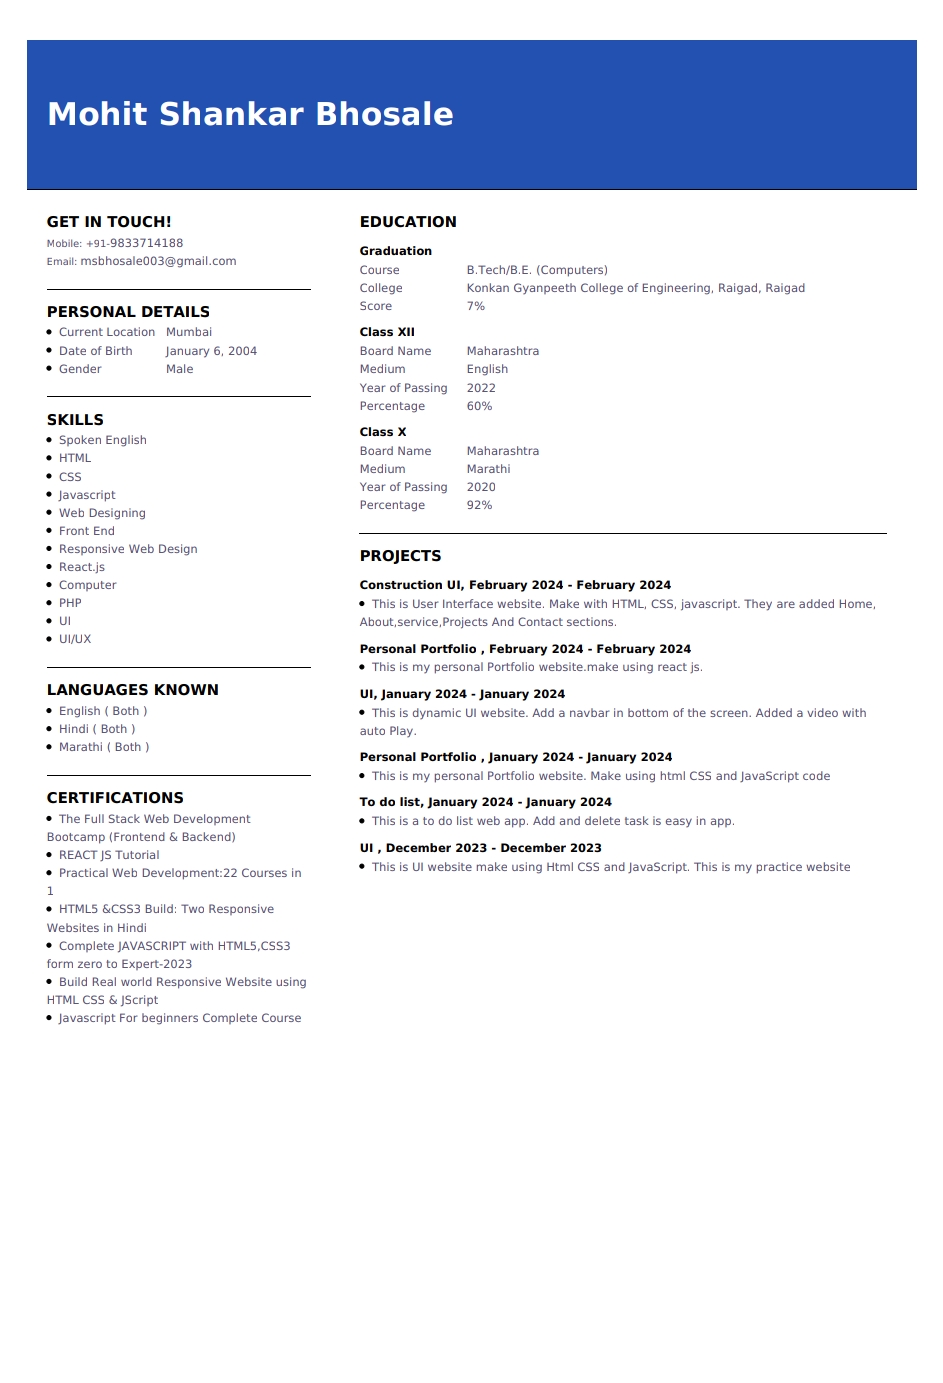 Mohit Shankar Bhosale
GET IN TOUCH!
Mobile: +91-9833714188
Email: msbhosale003@gmail.com
PERSONAL DETAILS
Current Location Mumbai
Date of Birth January 6, 2004
Gender Male
SKILLS
Spoken English
HTML
CSS
Javascript
Web Designing
Front End
Responsive Web Design
React.js
Computer
PHP
UI
UI/UX
LANGUAGES KNOWN
English ( Both )
Hindi ( Both )
Marathi ( Both )
CERTIFICATIONS
The Full Stack Web Development
Bootcamp (Frontend & Backend)
REACT JS Tutorial
Practical Web Development:22 Courses in
1
HTML5 &CSS3 Build: Two Responsive
Websites in Hindi
Complete JAVASCRIPT with HTML5,CSS3
form zero to Expert-2023
Build Real world Responsive Website using
HTML CSS & JScript
Javascript For beginners Complete Course
EDUCATION
Graduation
Course B.Tech/B.E. (Computers)
College Konkan Gyanpeeth College of Engineering, Raigad, Raigad
Score 7%
Class XII
Board Name Maharashtra
Medium English
Year of Passing 2022
Percentage 60%
Class X
Board Name Maharashtra
Medium Marathi
Year of Passing 2020
Percentage 92%
PROJECTS
Construction UI, February 2024 - February 2024
This is User Interface website. Make with HTML, CSS, javascript. They are added Home,
About,service,Projects And Contact sections.
Personal Portfolio , February 2024 - February 2024
This is my personal Portfolio website.make using react js.
UI, January 2024 - January 2024
This is dynamic UI website. Add a navbar in bottom of the screen. Added a video with
auto Play.
Personal Portfolio , January 2024 - January 2024
This is my personal Portfolio website. Make using html CSS and JavaScript code
To do list, January 2024 - January 2024
This is a to do list web app. Add and delete task is easy in app.
UI , December 2023 - December 2023
This is UI website make using Html CSS and JavaScript. This is my practice website